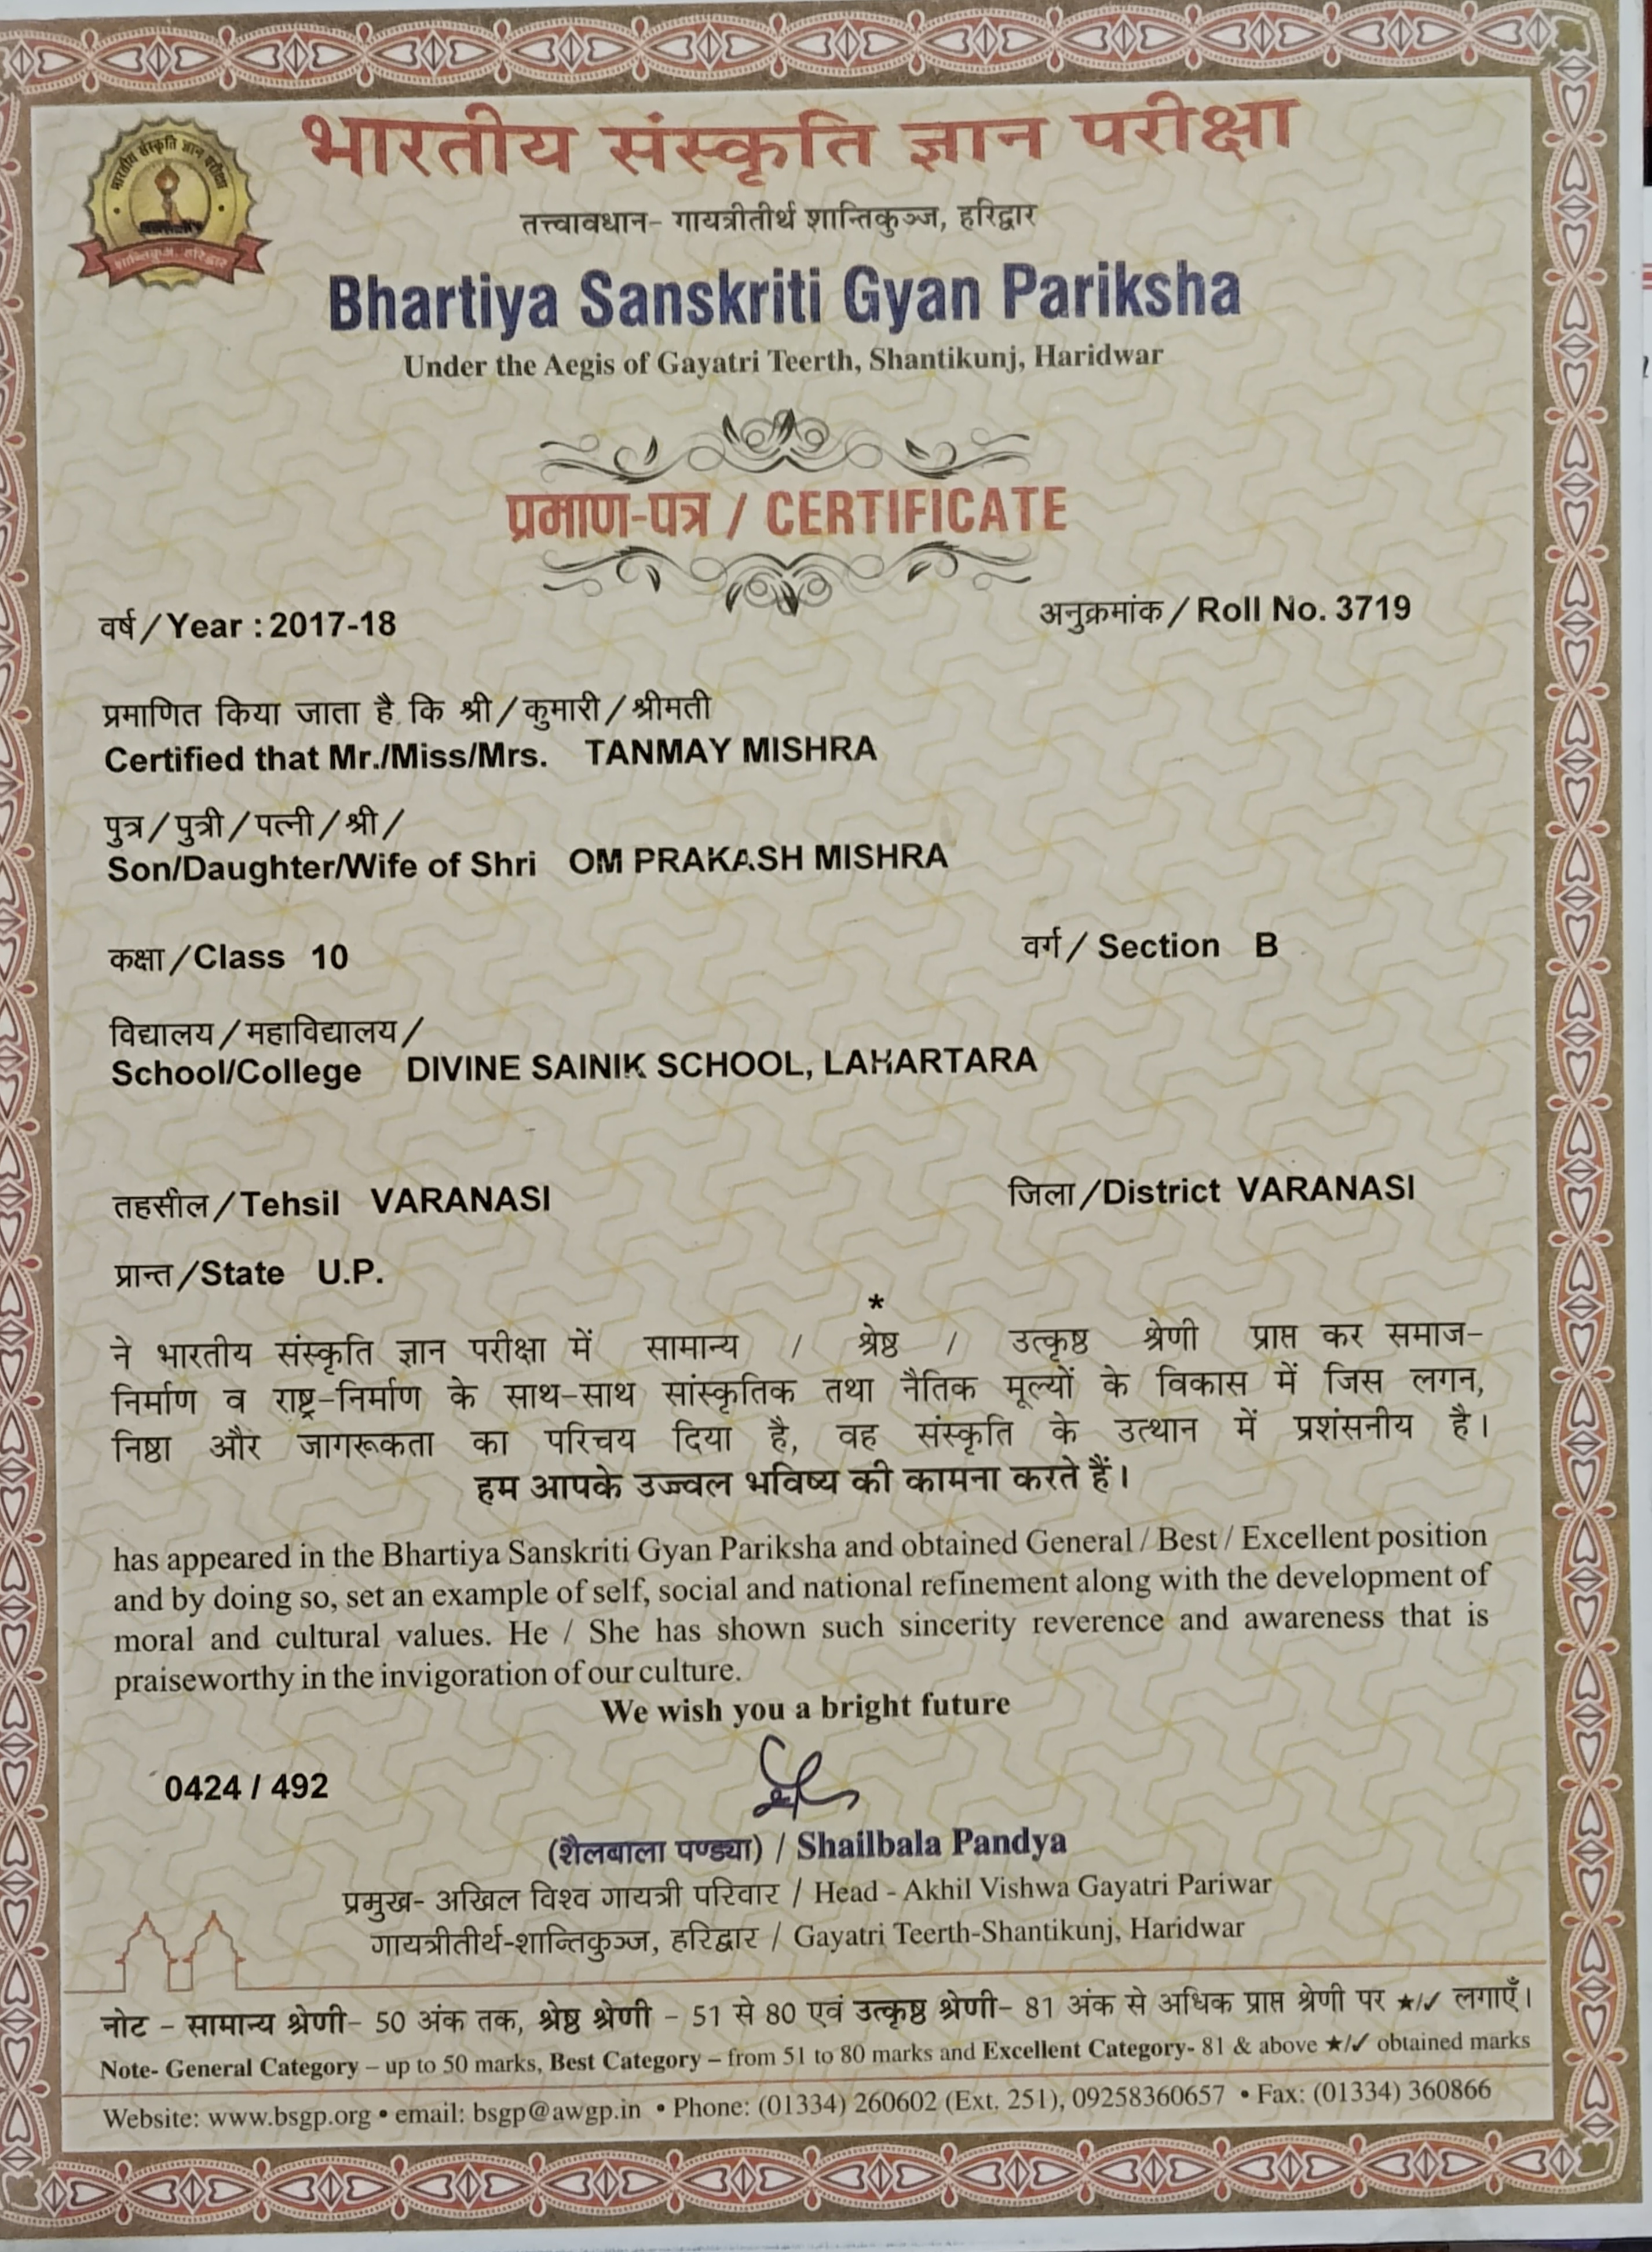 भारतीय संस्कृति ज्ञान परीक्षा
भारतीय संस्कृति ज्ञान परीक्षा
शान्तिकुञ्ज, हरिद्वार
तत्त्वावधान- गायत्रीतीर्थ शान्तिकुञ्ज, हरिद्वार
Bhartiya Sanskriti Gyan Pariksha
Under the Aegis of Gayatri Teerth, Shantikunj, Haridwar
प्रमाण-पत्र / CERTIFICATE
वर्ष / Year : 2017-18 अनुक्रमांक / Roll No. 3719
प्रमाणित किया जाता है कि श्री / कुमारी / श्रीमती
Certified that Mr./Miss/Mrs. TANMAY MISHRA
पुत्र / पुत्री / पत्नी / श्री /
Son/Daughter/Wife of Shri OM PRAKASH MISHRA
कक्षा / Class 10 वर्ग / Section B
विद्यालय / महाविद्यालय /
School/College DIVINE SAINIK SCHOOL, LAHARTARA
तहसील / Tehsil VARANASI जिला / District VARANASI
प्रान्त / State U.P.
*
ने भारतीय संस्कृति ज्ञान परीक्षा में सामान्य / श्रेष्ठ / उत्कृष्ठ श्रेणी प्राप्त कर समाज-
निर्माण व राष्ट्र-निर्माण के साथ-साथ सांस्कृतिक तथा नैतिक मूल्यों के विकास में जिस लगन,
निष्ठा और जागरूकता का परिचय दिया है, वह संस्कृति के उत्थान में प्रशंसनीय है।
हम आपके उज्ज्वल भविष्य की कामना करते हैं।
has appeared in the Bhartiya Sanskriti Gyan Pariksha and obtained General / Best / Excellent position
and by doing so, set an example of self, social and national refinement along with the development of
moral and cultural values. He / She has shown such sincerity reverence and awareness that is
praiseworthy in the invigoration of our culture.
We wish you a bright future
0424 / 492
(शैलबाला पण्ड्या) / Shailbala Pandya
प्रमुख- अखिल विश्व गायत्री परिवार / Head - Akhil Vishwa Gayatri Pariwar
गायत्रीतीर्थ-शान्तिकुञ्ज, हरिद्वार / Gayatri Teerth-Shantikunj, Haridwar
नोट - सामान्य श्रेणी- 50 अंक तक, श्रेष्ठ श्रेणी - 51 से 80 एवं उत्कृष्ठ श्रेणी- 81 अंक से अधिक प्राप्त श्रेणी पर ★/✓ लगाएँ।
Note- General Category – up to 50 marks, Best Category – from 51 to 80 marks and Excellent Category- 81 & above ★/✓ obtained marks
Website: www.bsgp.org • email: bsgp@awgp.in • Phone: (01334) 260602 (Ext. 251), 09258360657 • Fax: (01334) 360866